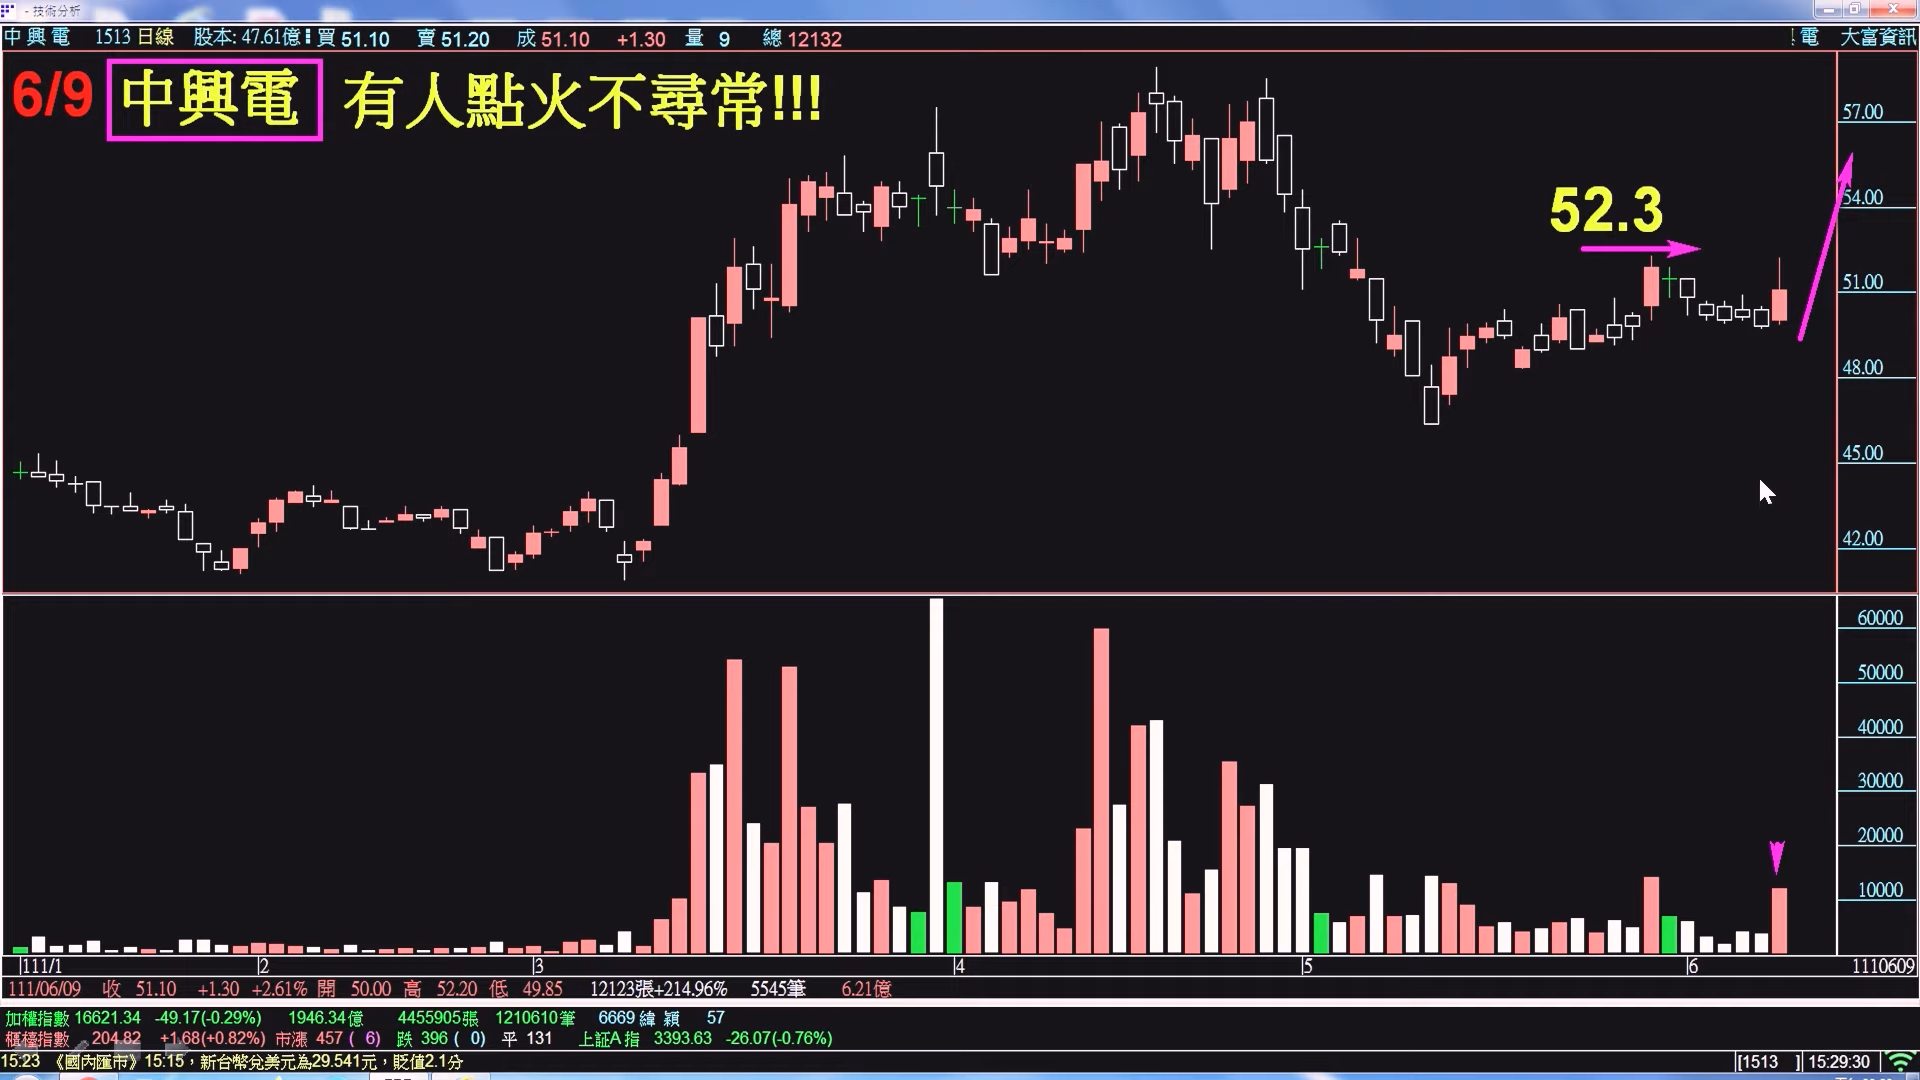 - 技術分析
中興電 1513 日線 股本: 47.61億 買 51.10 賣 51.20 成 51.10 +1.30 量 9 總 12132 電 大富資訊
6/9 中興電 有人點火不尋常!!!
57.00
52.3
54.00
51.00
48.00
45.00
42.00
60000
50000
40000
30000
20000
10000
111/1 2 3 4 5 6 1110609
111/06/09 收 51.10 +1.30 +2.61% 開 50.00 高 52.20 低 49.85 12123張+214.96% 5545筆 6.21億
加權指數 16621.34 -49.17(-0.29%) 1946.34億 4455905張 1210610筆 6669 緯 穎 57
櫃檯指數 204.82 +1.68(+0.82%) 市漲 457 ( 6) 跌 396 ( 0) 平 131 上証A指 3393.63 -26.07(-0.76%)
15:23 《國內匯市》15:15，新台幣兌美元為29.541元，貶值2.1分 [1513 ] 15:29:30